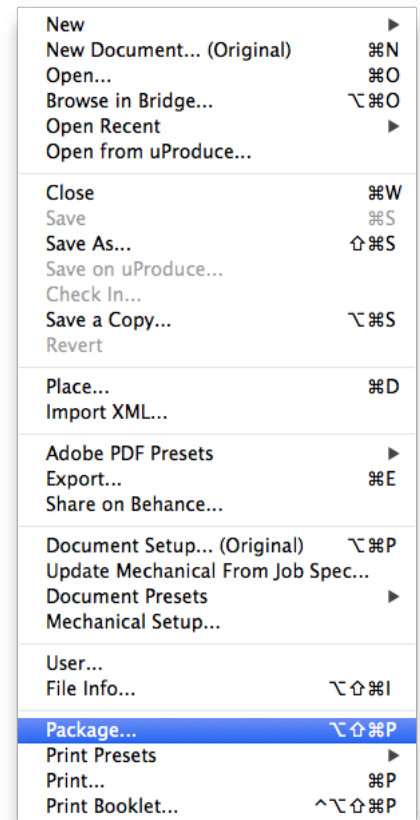 New ▶
New Document... (Original) ⌘N
Open... ⌘O
Browse in Bridge... ⌥⌘O
Open Recent ▶
Open from uProduce...
Close ⌘W
Save ⌘S
Save As... ⇧⌘S
Save on uProduce...
Check In...
Save a Copy... ⌥⌘S
Revert
Place... ⌘D
Import XML...
Adobe PDF Presets ▶
Export... ⌘E
Share on Behance...
Document Setup... (Original) ⌥⌘P
Update Mechanical From Job Spec...
Document Presets ▶
Mechanical Setup...
User...
File Info... ⌥⇧⌘I
Package... ⌥⇧⌘P
Print Presets ▶
Print... ⌘P
Print Booklet... ^⌥⇧⌘P